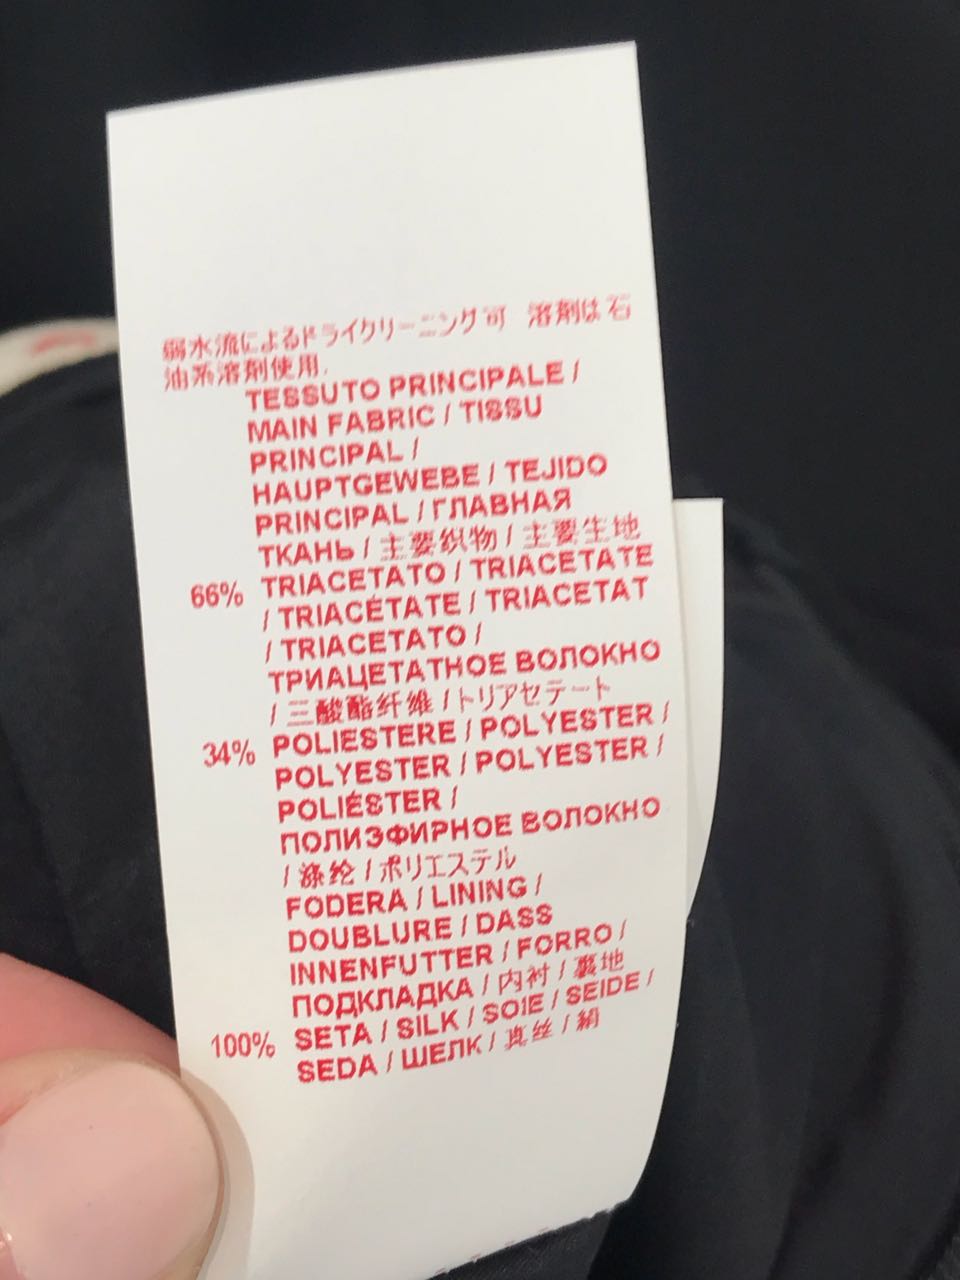 弱水流によるドライクリーニング可 溶剤は石
油系溶剤使用.
TESSUTO PRINCIPALE /
MAIN FABRIC / TISSU
PRINCIPAL /
HAUPTGEWEBE / TEJIDO
PRINCIPAL / ГЛАВНАЯ
ТКАНЬ / 主要织物 / 主要生地
66% TRIACETATO / TRIACETATE
/ TRIACÉTATE / TRIACETAT
/ TRIACETATO /
ТРИАЦЕТАТНОЕ ВОЛОКНО
/ 三酸酯纤维 / トリアセテート
34% POLIESTERE / POLYESTER /
POLYESTER / POLYESTER /
POLIÉSTER /
ПОЛИЭФИРНОЕ ВОЛОКНО
/ 涤纶 / ポリエステル
FODERA / LINING /
DOUBLURE / DASS
INNENFUTTER / FORRO /
ПОДКЛАДКА / 内衬 / 裏地
100% SETA / SILK / SOIE / SEIDE /
SEDA / ШЕЛК / 真丝 / 絹